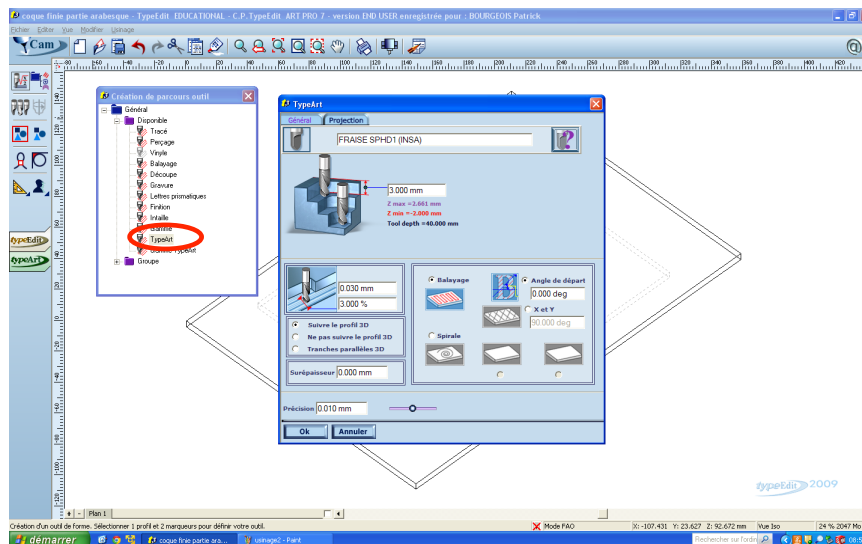 coque finie partie arabesque - TypeEdit EDUCATIONAL - C.P.TypeEdit ART PRO 7 - version END USER enregistrée pour : BOURGEOIS Patrick
Fichier Editer Vue Modifier Usinage
Cam
Création de parcours outil
Général
Disponible
Tracé
Perçage
Vinyle
Balayage
Découpe
Gravure
Lettres prismatiques
Finition
Intaille
Gamme
TypeArt
Gamme TypeArt
Groupe
typeEdit
typeArt
TypeArt
Général Projection
FRAISE SPHD1 (INSA)
3.000 mm
Z max =2.661 mm
Z min =-2.000 mm
Tool depth =40.000 mm
0.030 mm
3.000 %
Suivre le profil 3D
Ne pas suivre le profil 3D
Tranches parallèles 3D
Surépaisseur 0.000 mm
Balayage
Angle de départ
0.000 deg
X et Y
90.000 deg
Spirale
Précision 0.010 mm
Ok Annuler
typeEdit 2009
+ - Plan 1
Création d'un outil de forme. Sélectionner 1 profil et 2 marqueurs pour définir votre outil.
Mode FAO X: -107.431 Y: 23.627 Z: 92.672 mm Vue Iso 24 % 2047 Mo
démarrer coque finie partie ara... usinage2 - Paint Rechercher sur l'ordin